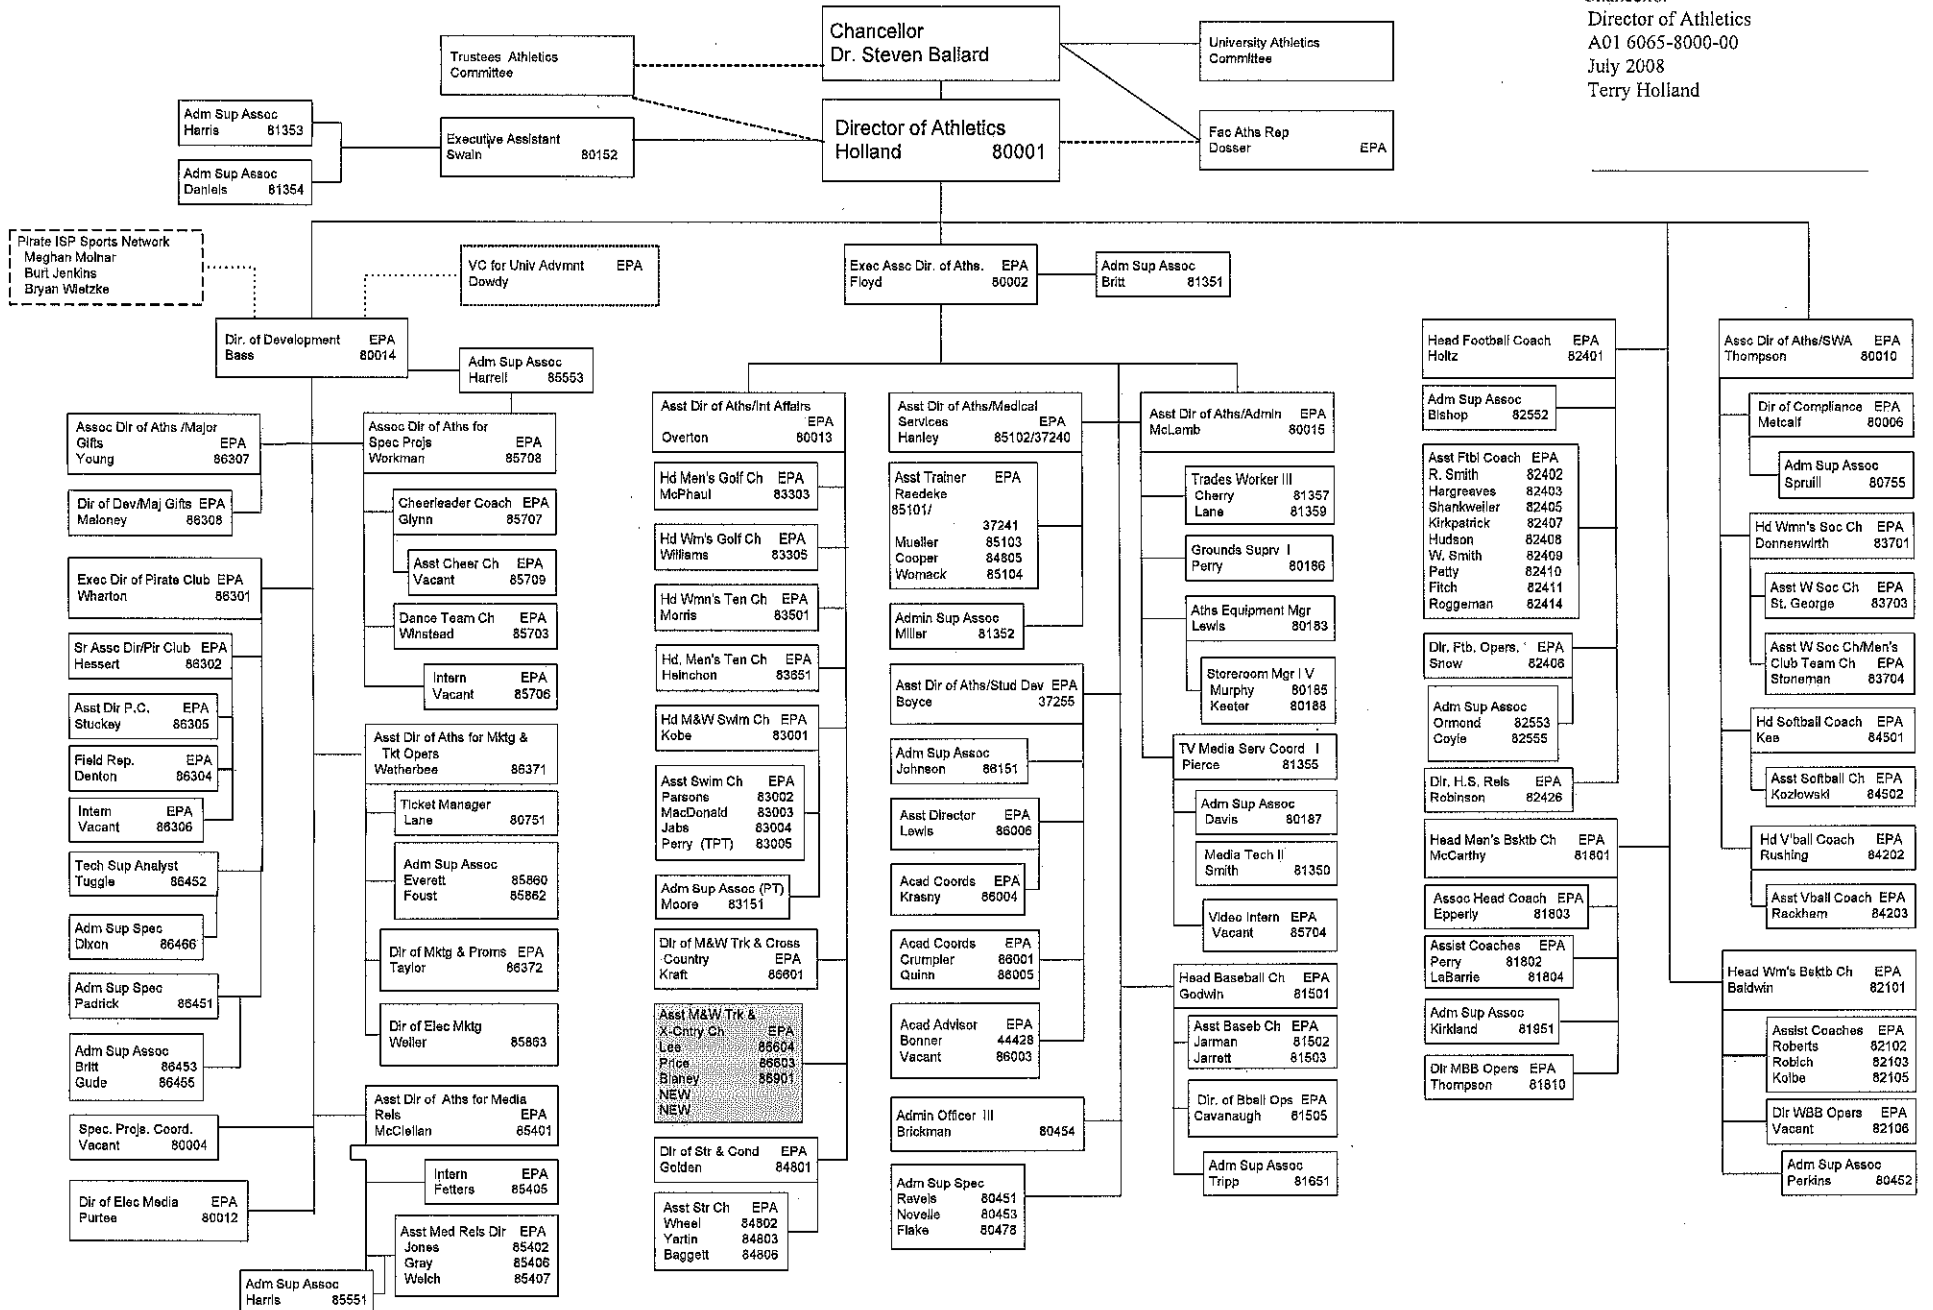 Director of Athletics
A01 6065-8000-00
July 2008
Terry Holland
Chancellor
Dr. Steven Ballard
Trustees Athletics
Committee
University Athletics
Committee
Director of Athletics
Holland 80001
Executive Assistant
Swain 80152
Adm Sup Assoc
Harris 81353
Adm Sup Assoc
Daniels 81354
Fac Aths Rep
Dosser EPA
Pirate ISP Sports Network
Meghan Molnar
Burt Jenkins
Bryan Wietzke
VC for Univ Advmnt EPA
Dowdy
Exec Assc Dir. of Aths. EPA
Floyd 80002
Adm Sup Assoc
Britt 81351
Dir. of Development EPA
Bass 80014
Adm Sup Assoc
Harrell 85553
Assoc Dir of Aths /Major
Gifts EPA
Young 86307
Dir of Dev/Maj Gifts EPA
Maloney 86308
Exec Dir of Pirate Club EPA
Wharton 86301
Sr Assc Dir/Pir Club EPA
Hessert 86302
Asst Dir P.C. EPA
Stuckey 86305
Field Rep. EPA
Denton 86304
Intern EPA
Vacant 86306
Tech Sup Analyst
Tuggle 86452
Adm Sup Spec
Dixon 86466
Adm Sup Spec
Padrick 86451
Adm Sup Assoc
Britt 86453
Gude 86455
Spec. Projs. Coord.
Vacant 80004
Dir of Elec Media EPA
Purtee 80012
Assoc Dir of Aths for
Spec Projs EPA
Workman 85708
Cheerleader Coach EPA
Glynn 85707
Asst Cheer Ch EPA
Vacant 85709
Dance Team Ch EPA
Winstead 85703
Intern EPA
Vacant 85706
Asst Dir of Aths for Mktg &
Tkt Opers
Wetherbee 86371
Ticket Manager
Lane 80751
Adm Sup Assoc
Everett 85860
Foust 85862
Dir of Mktg & Proms EPA
Taylor 86372
Dir of Elec Mktg
Weller 85863
Asst Dir of Aths for Media
Rels EPA
McClellan 85401
Intern EPA
Fetters 85405
Asst Med Rels Dir EPA
Jones 85402
Gray 85406
Welch 85407
Adm Sup Assoc
Harris 85551
Asst Dir of Aths/Int Affairs
EPA
Overton 80013
Hd Men's Golf Ch EPA
McPhaul 83303
Hd Wm's Golf Ch EPA
Williams 83305
Hd Wmn's Ten Ch EPA
Morris 83501
Hd. Men's Ten Ch EPA
Heinchon 83651
Hd M&W Swim Ch EPA
Kobe 83001
Asst Swim Ch EPA
Parsons 83002
MacDonald 83003
Jabs 83004
Perry (TPT) 83005
Adm Sup Assoc (PT)
Moore 83151
Dir of M&W Trk & Cross
Country EPA
Kraft 86601
Asst M&W Trk &
X-Cntry Ch EPA
Lee 86604
Price 86603
Blaney 86901
NEW
NEW
Dir of Str & Cond EPA
Golden 84801
Asst Str Ch EPA
Wheel 84802
Yartin 84803
Baggett 84806
Asst Dir of Aths/Medical
Services EPA
Hanley 85102/37240
Asst Trainer EPA
Raedeke
85101/
37241
Mueller 85103
Cooper 84805
Womack 85104
Admin Sup Assoc
Miller 81352
Asst Dir of Aths/Stud Dev EPA
Boyce 37255
Adm Sup Assoc
Johnson 86151
Asst Director EPA
Lewis 86006
Acad Coords EPA
Krasny 86004
Acad Coords EPA
Crumpler 86001
Quinn 86005
Acad Advisor EPA
Bonner 44428
Vacant 86003
Admin Officer III
Brickman 80454
Adm Sup Spec
Revels 80451
Novelle 80453
Flake 80478
Asst Dir of Aths/Admin EPA
McLamb 80015
Trades Worker III
Cherry 81357
Lane 81359
Grounds Suprv I
Perry 80186
Aths Equipment Mgr
Lewis 80183
Storeroom Mgr I V
Murphy 80185
Keeter 80188
TV Media Serv Coord I
Pierce 81355
Adm Sup Assoc
Davis 80187
Media Tech II
Smith 81350
Video Intern EPA
Vacant 85704
Head Baseball Ch EPA
Godwin 81501
Asst Baseb Ch EPA
Jarman 81502
Jarrett 81503
Dir. of Bball Ops EPA
Cavanaugh 81505
Adm Sup Assoc
Tripp 81651
Head Football Coach EPA
Holtz 82401
Adm Sup Assoc
Bishop 82552
Asst Ftbl Coach EPA
R. Smith 82402
Hargreaves 82403
Shankweiler 82405
Kirkpatrick 82407
Hudson 82408
W. Smith 82409
Petty 82410
Fitch 82411
Roggeman 82414
Dir. Ftb. Opers. EPA
Snow 82406
Adm Sup Assoc
Ormond 82553
Coyle 82555
Dir. H.S. Rels EPA
Robinson 82426
Head Men's Bsktb Ch EPA
McCarthy 81801
Assoc Head Coach EPA
Epperly 81803
Assist Coaches EPA
Perry 81802
LaBarrie 81804
Adm Sup Assoc
Kirkland 81951
Dir MBB Opers EPA
Thompson 81810
Assc Dir of Aths/SWA EPA
Thompson 80010
Dir of Compliance EPA
Metcalf 80006
Adm Sup Assoc
Spruill 80755
Hd Wmn's Soc Ch EPA
Donnenwirth 83701
Asst W Soc Ch EPA
St. George 83703
Asst W Soc Ch/Men's
Club Team Ch EPA
Stoneman 83704
Hd Softball Coach EPA
Kee 84501
Asst Softball Ch EPA
Kozlowski 84502
Hd V'ball Coach EPA
Rushing 84202
Asst Vball Coach EPA
Rackham 84203
Head Wm's Bsktb Ch EPA
Baldwin 82101
Assist Coaches EPA
Roberts 82102
Robich 82103
Kolbe 82105
Dir WBB Opers EPA
Vacant 82106
Adm Sup Assoc
Perkins 80452